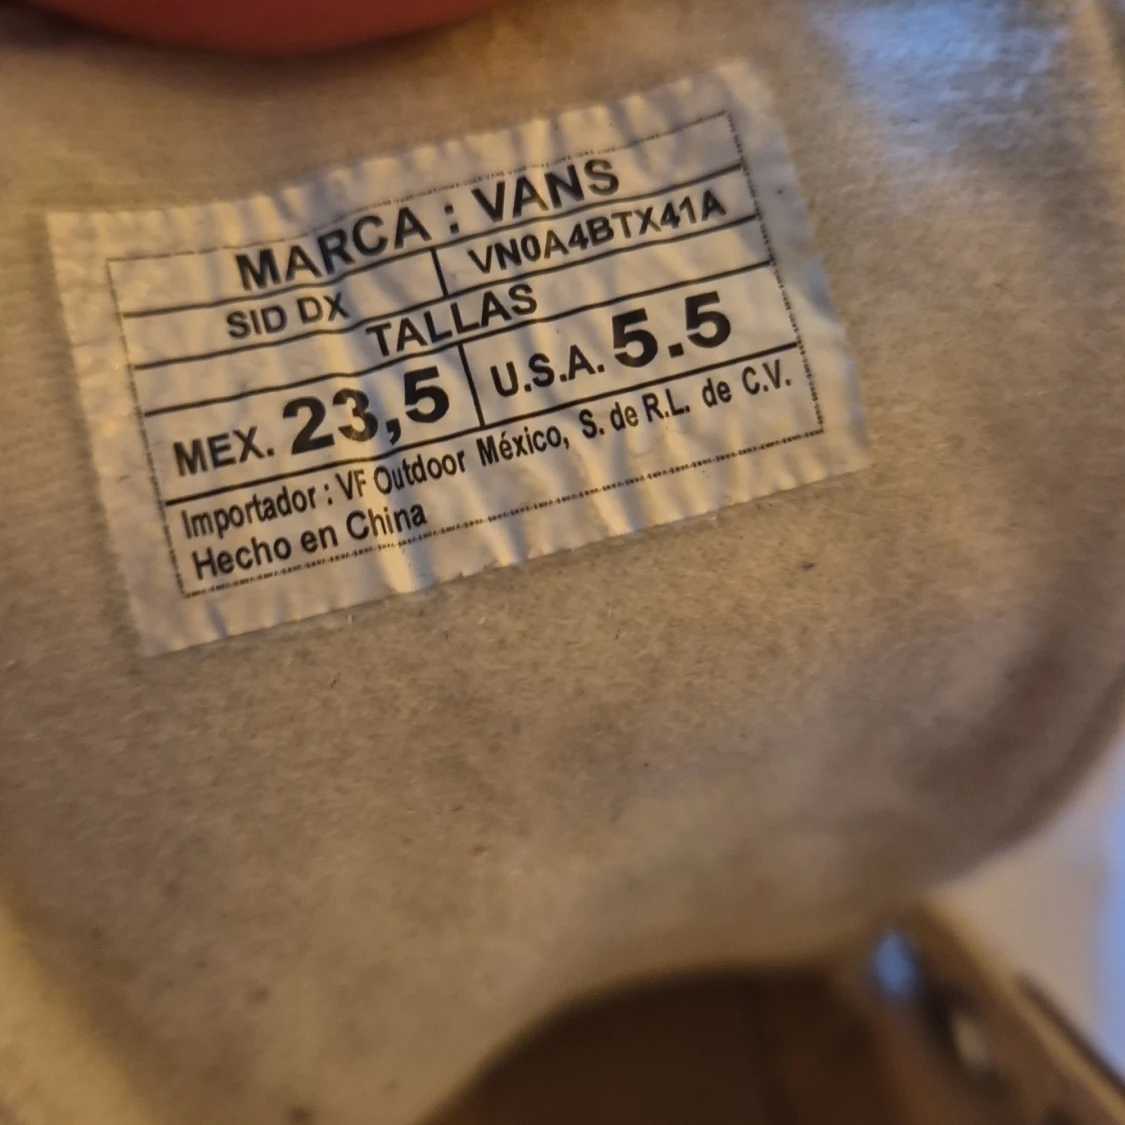 MARCA : VANS
SID DX VN0A4BTX41A
TALLAS
MEX. 23,5 U.S.A. 5.5
Importador : VF Outdoor México, S. de R.L. de C.V.
Hecho en China